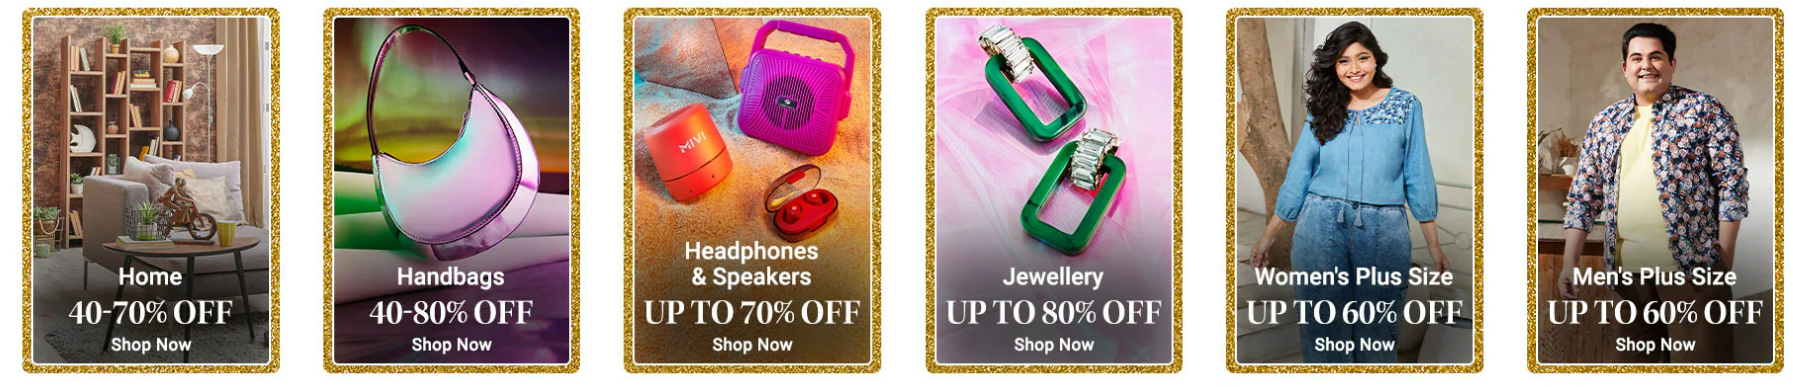 Home
40-70% OFF
Shop Now
Handbags
40-80% OFF
Shop Now
MIVI
Headphones
& Speakers
UP TO 70% OFF
Shop Now
Jewellery
UP TO 80% OFF
Shop Now
Women's Plus Size
UP TO 60% OFF
Shop Now
Men's Plus Size
UP TO 60% OFF
Shop Now